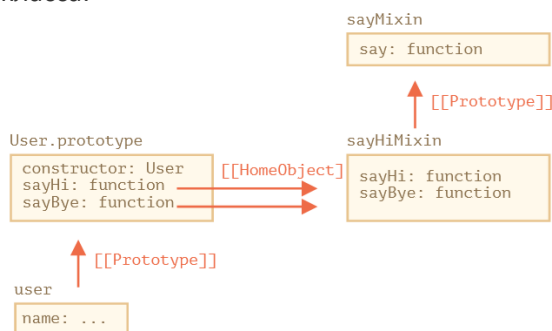 класса:
sayMixin
say: function
[[Prototype]]
User.prototype
sayHiMixin
constructor: User
sayHi: function
sayBye: function
[[HomeObject]
sayHi: function
sayBye: function
[[Prototype]]
user
name: ...